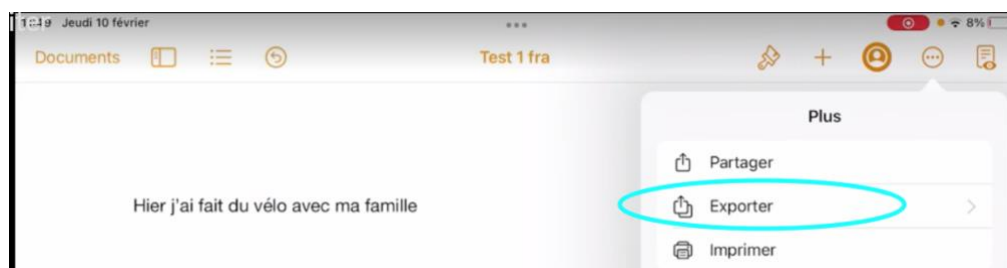 Jeudi 10 février
8%
Documents
Test 1 fra
Plus
Partager
Hier j'ai fait du vélo avec ma famille
Exporter
Imprimer